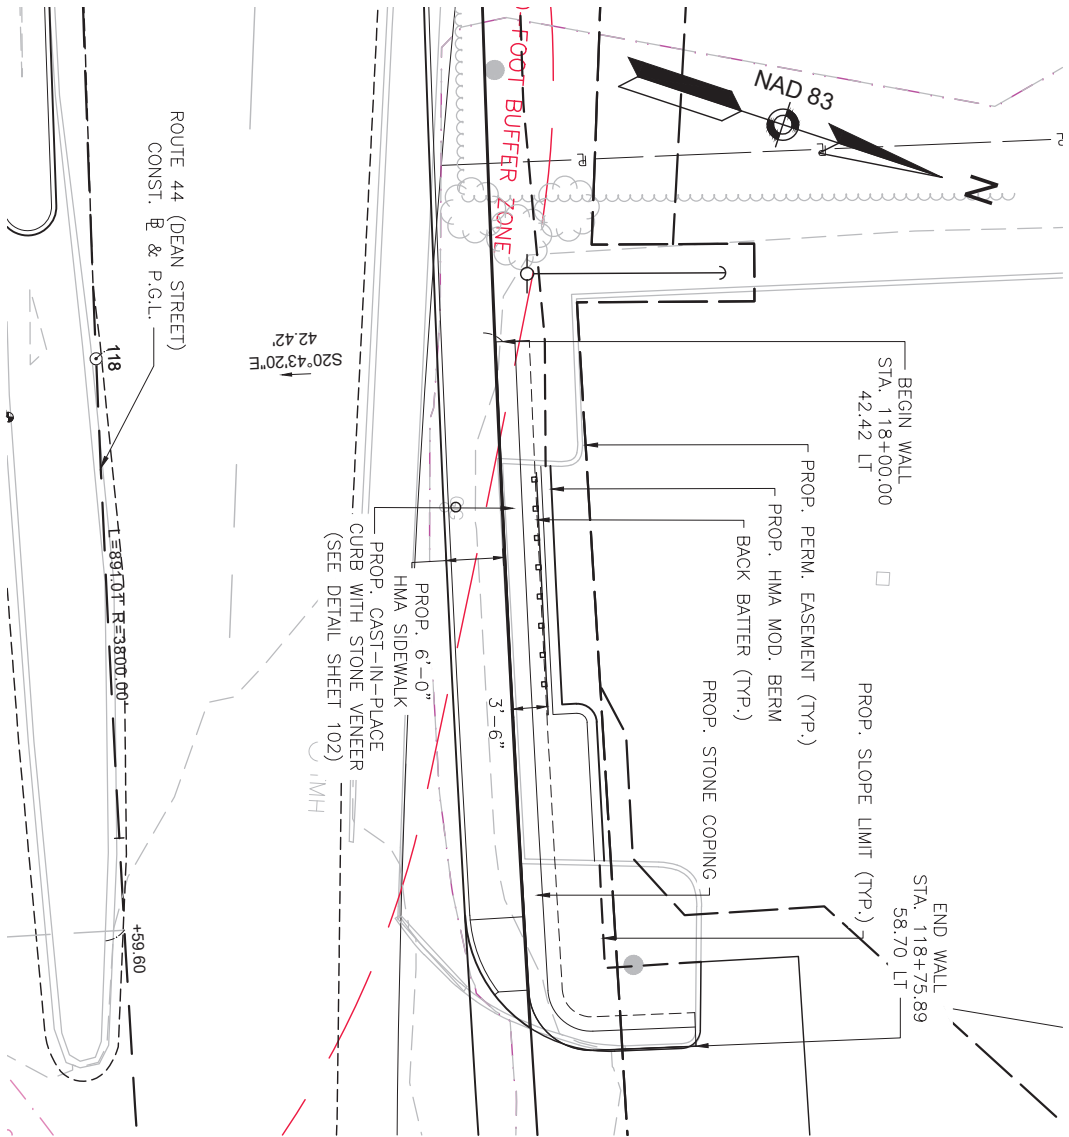 FOOT BUFFER ZONE
NAD 83
N
ROUTE 44 (DEAN STREET)
CONST. ℄ & P.G.L.
118
S20°43'20"E
42.42'
L=891.01' R=3800.00'
+59.60
BEGIN WALL
STA. 118+00.00
42.42 LT
PROP. PERM. EASEMENT (TYP.)
PROP. HMA MOD. BERM
BACK BATTER (TYP.)
PROP. 6'-0"
HMA SIDEWALK
PROP. CAST-IN-PLACE
CURB WITH STONE VENEER
(SEE DETAIL SHEET 102)
3'-6"
PROP. STONE COPING
PROP. SLOPE LIMIT (TYP.)
END WALL
STA. 118+75.89
58.70 LT
MH